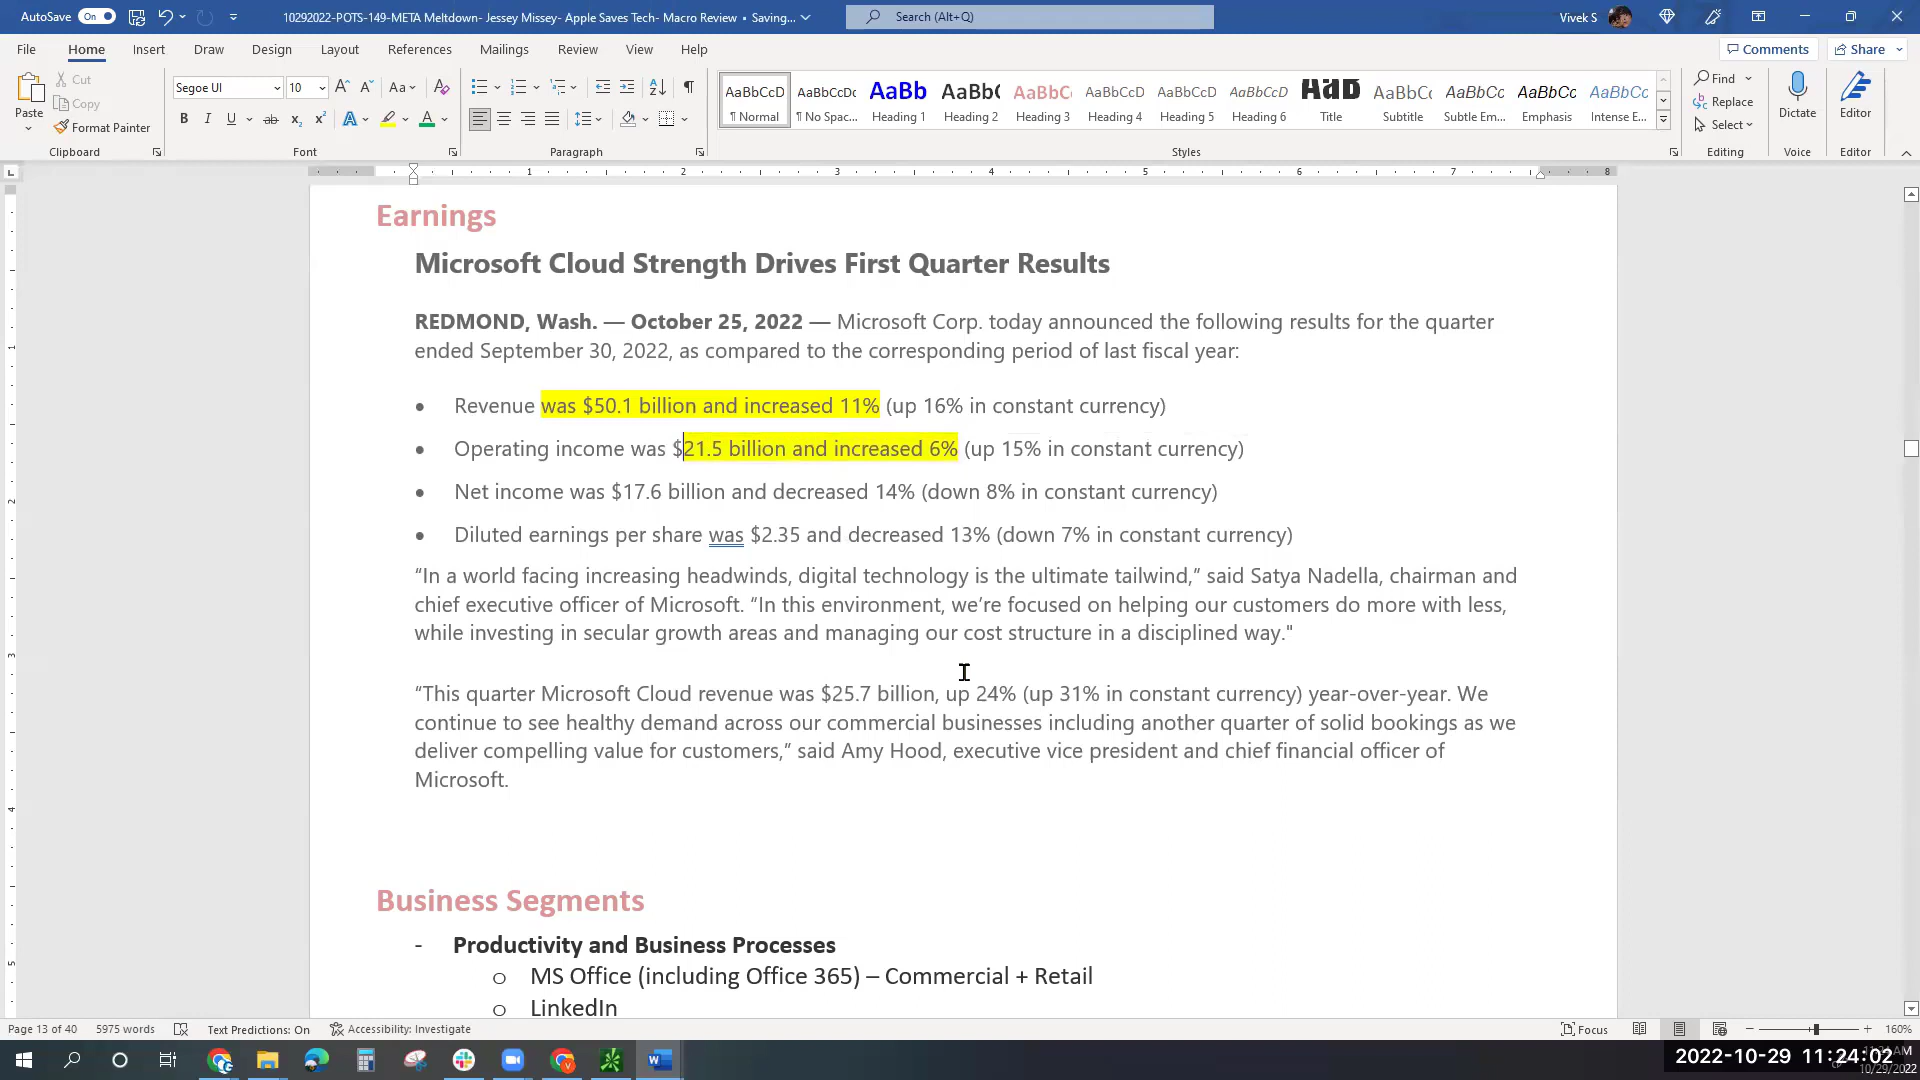 AutoSave On 10292022-POTS-149-META Meltdown- Jessey Missey- Apple Saves Tech- Macro Review • Saving... Search (Alt+Q) Vivek S
File Home Insert Draw Design Layout References Mailings Review View Help Comments Share
Paste Cut Copy Format Painter
Segoe UI 10
AaBbCcD AaBbCcDc AaBb AaBb( AaBbCc AaBbCcD AaBbCcD AaBbCcD AaB AaBbC( AaBbCc AaBbCc AaBbCc
¶ Normal ¶ No Spac... Heading 1 Heading 2 Heading 3 Heading 4 Heading 5 Heading 6 Title Subtitle Subtle Em... Emphasis Intense E...
Find Replace Select Dictate Editor
Clipboard Font Paragraph Styles Editing Voice Editor
1 2 3 4 5 6 7 8
Earnings
Microsoft Cloud Strength Drives First Quarter Results
REDMOND, Wash. — October 25, 2022 — Microsoft Corp. today announced the following results for the quarter
ended September 30, 2022, as compared to the corresponding period of last fiscal year:
• Revenue was $50.1 billion and increased 11% (up 16% in constant currency)
• Operating income was $21.5 billion and increased 6% (up 15% in constant currency)
• Net income was $17.6 billion and decreased 14% (down 8% in constant currency)
• Diluted earnings per share was $2.35 and decreased 13% (down 7% in constant currency)
“In a world facing increasing headwinds, digital technology is the ultimate tailwind,” said Satya Nadella, chairman and
chief executive officer of Microsoft. “In this environment, we’re focused on helping our customers do more with less,
while investing in secular growth areas and managing our cost structure in a disciplined way."
“This quarter Microsoft Cloud revenue was $25.7 billion, up 24% (up 31% in constant currency) year-over-year. We
continue to see healthy demand across our commercial businesses including another quarter of solid bookings as we
deliver compelling value for customers,” said Amy Hood, executive vice president and chief financial officer of
Microsoft.
Business Segments
- Productivity and Business Processes
o MS Office (including Office 365) – Commercial + Retail
o LinkedIn
Page 13 of 40 5975 words Text Predictions: On Accessibility: Investigate Focus 160%
2022-10-29 11:24:02